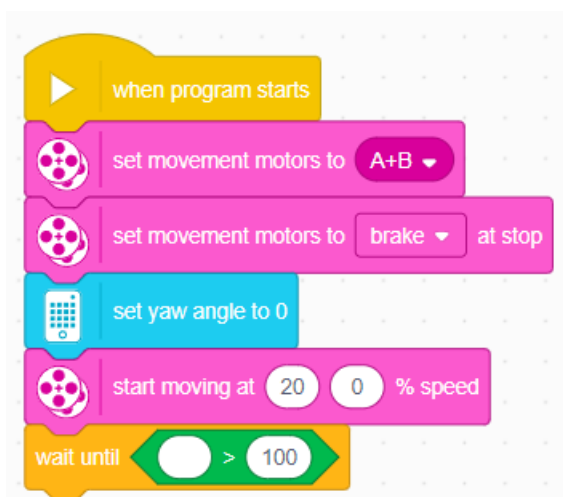 when program starts
set movement motors to A+B
set movement motors to brake at stop
set yaw angle to 0
start moving at 20 0 % speed
wait until > 100